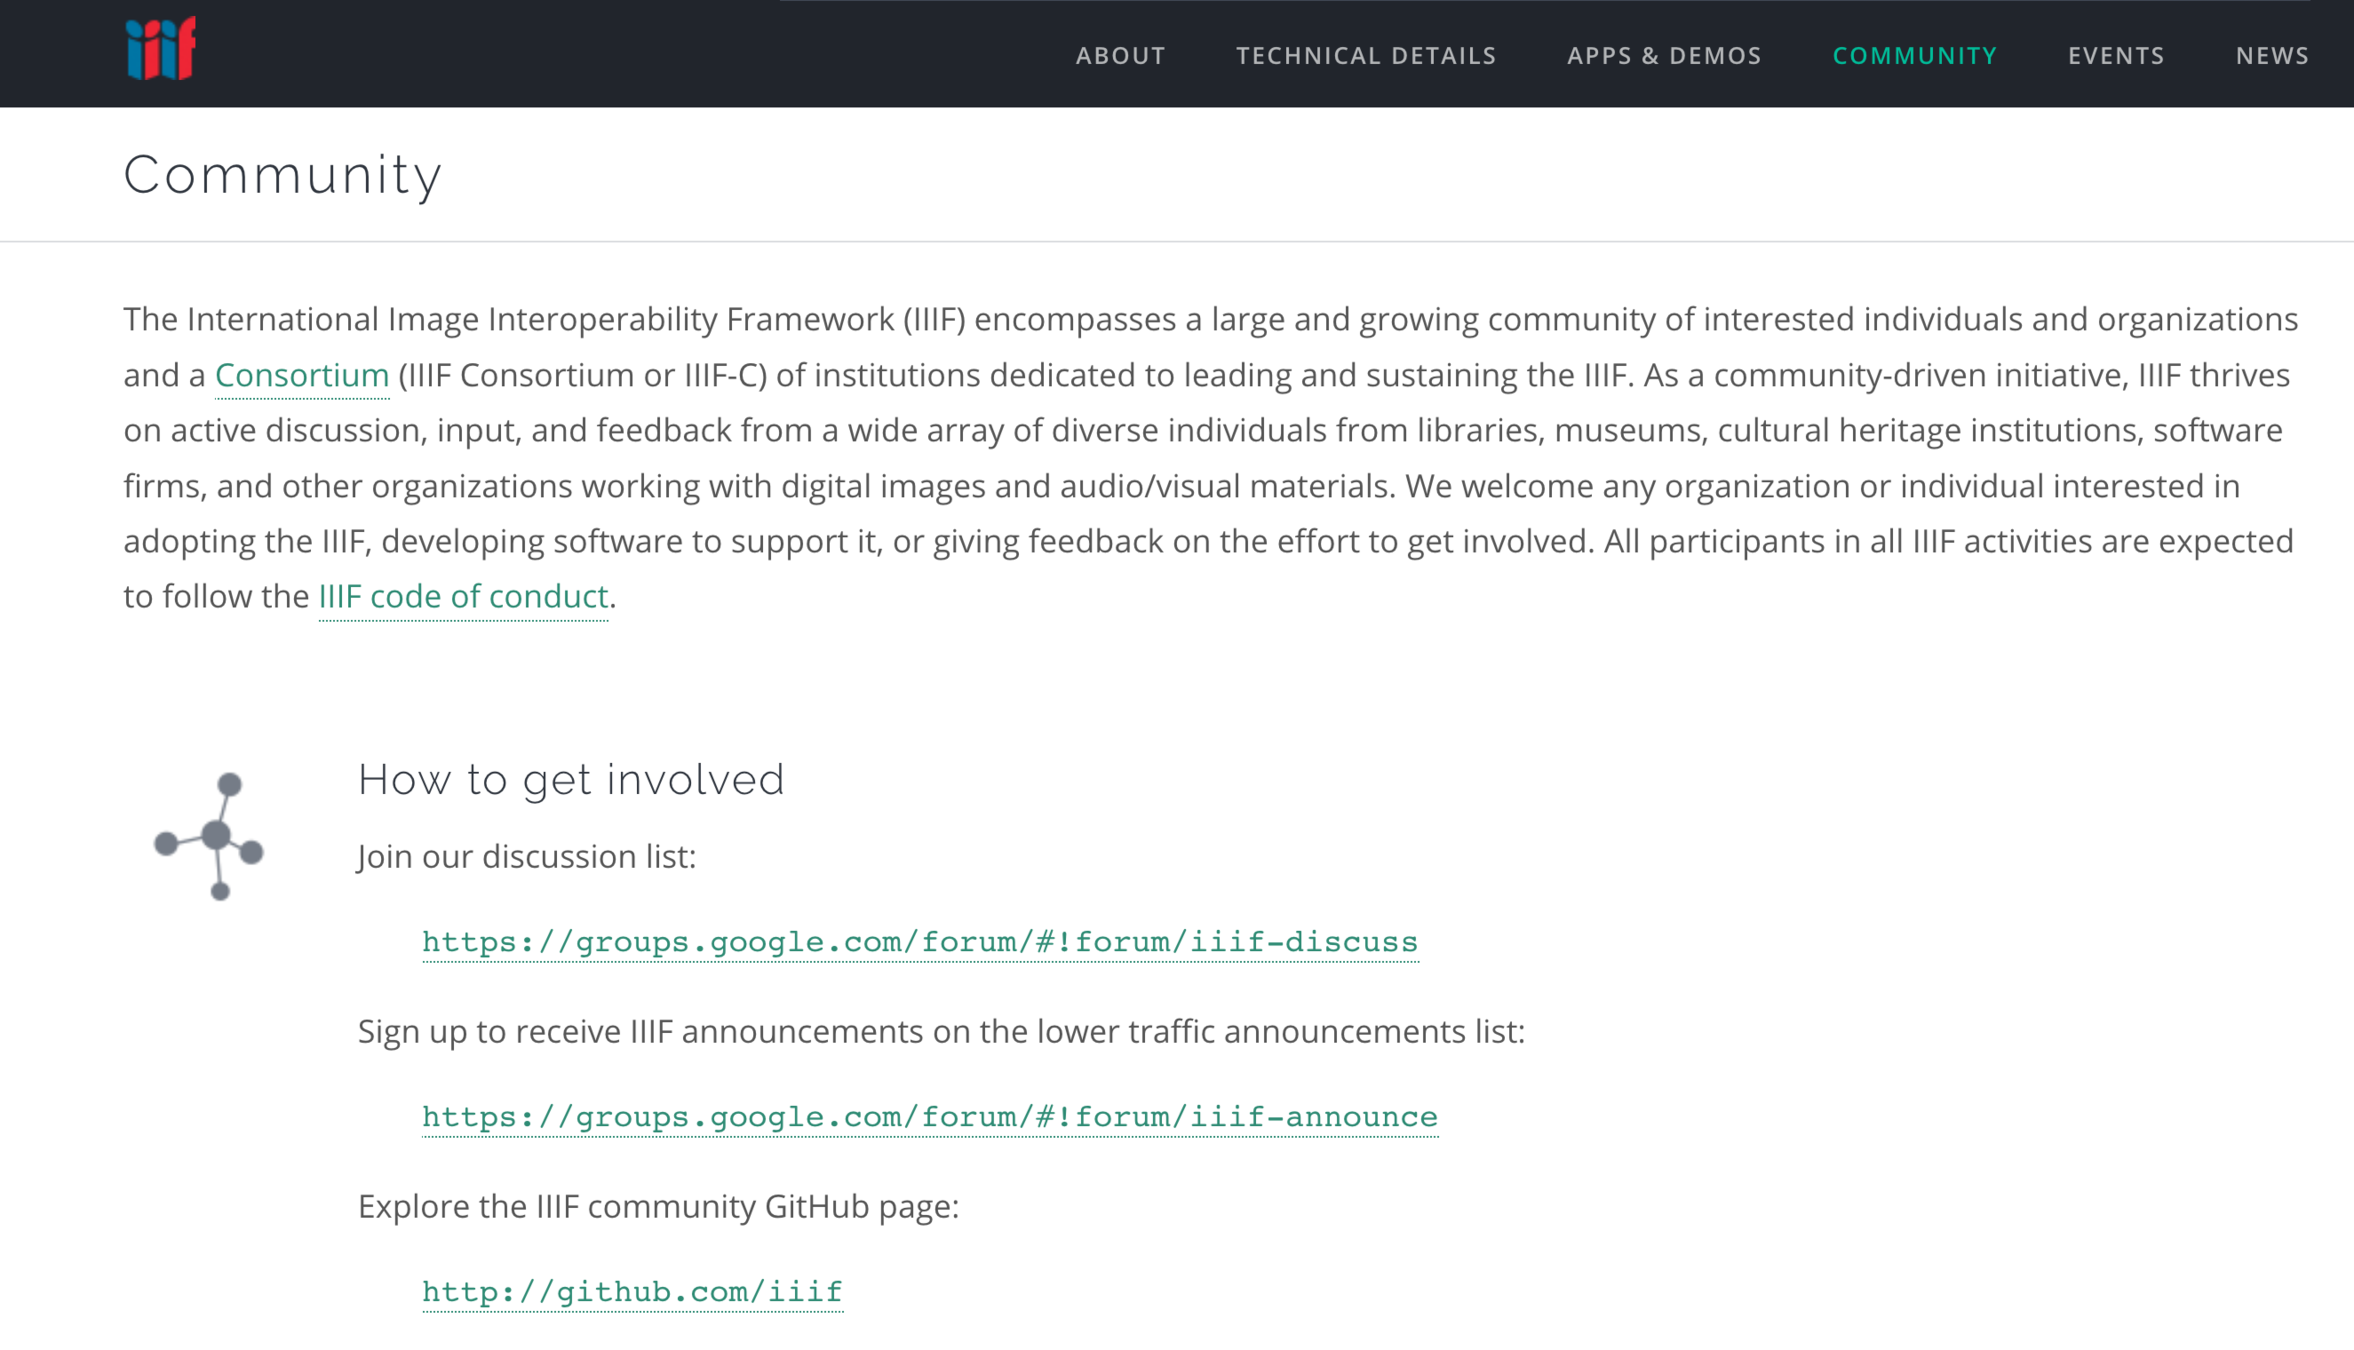 iiif
ABOUT TECHNICAL DETAILS APPS & DEMOS COMMUNITY EVENTS NEWS
Community
The International Image Interoperability Framework (IIIF) encompasses a large and growing community of interested individuals and organizations
and a Consortium (IIIF Consortium or IIIF-C) of institutions dedicated to leading and sustaining the IIIF. As a community-driven initiative, IIIF thrives
on active discussion, input, and feedback from a wide array of diverse individuals from libraries, museums, cultural heritage institutions, software
firms, and other organizations working with digital images and audio/visual materials. We welcome any organization or individual interested in
adopting the IIIF, developing software to support it, or giving feedback on the effort to get involved. All participants in all IIIF activities are expected
to follow the IIIF code of conduct.
How to get involved
Join our discussion list:
https://groups.google.com/forum/#!forum/iiif-discuss
Sign up to receive IIIF announcements on the lower traffic announcements list:
https://groups.google.com/forum/#!forum/iiif-announce
Explore the IIIF community GitHub page:
http://github.com/iiif